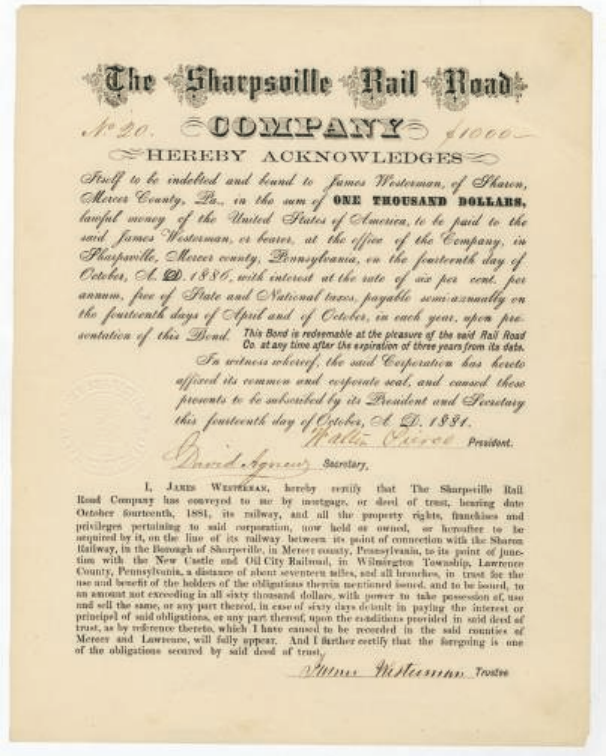 The Sharpsville Rail Road
No 20. COMPANY $1000-
HEREBY ACKNOWLEDGES
Itself to be indebted and bound to James Westerman, of Sharon,
Mercer County, Pa., in the sum of ONE THOUSAND DOLLARS,
lawful money of the United States of America, to be paid to the
said James Westerman, or bearer, at the office of the Company, in
Sharpsville, Mercer county, Pennsylvania, on the fourteenth day of
October, A. D. 1886, with interest at the rate of six per cent. per
annum, free of State and National taxes, payable semi-annually on
the fourteenth days of April and of October, in each year, upon pre-
sentation of this Bond. This Bond is redeemable at the pleasure of the said Rail Road
Co. at any time after the expiration of three years from its date.
In witness whereof, the said Corporation has hereto
affixed its common and corporate seal, and caused these
presents to be subscribed by its President and Secretary
this fourteenth day of October, A. D. 1881.
Walter Pierce President.
David Agnew Secretary,
I, JAMES WESTERMAN, hereby certify that The Sharpsville Rail
Road Company has conveyed to me by mortgage, or deed of trust, bearing date
October fourteenth, 1881, its railway, and all the property rights, franchises and
privileges pertaining to said corporation, now held or owned, or hereafter to be
acquired by it, on the line of its railway between its point of connection with the Sharon
Railway, in the Borough of Sharpsville, in Mercer county, Pennsylvania, to its point of junc-
tion with the New Castle and Oil City Railroad, in Wilmington Township, Lawrence
County, Pennsylvania, a distance of about seventeen miles, and all branches, in trust for the
use and benefit of the holders of the obligations therein mentioned issued, and to be issued, to
an amount not exceeding in all sixty thousand dollars, with power to take possession of, use
and sell the same, or any part thereof, in case of sixty days default in paying the interest or
principel of said obligations, or any part thereof, upon the conditions provided in said deed of
trust, as by reference thereto, which I have caused to be recorded in the said counties of
Mercer and Lawrence, will fully appear. And I further certify that the foregoing is one
of the obligations secured by said deed of trust.
James Westerman Trustee